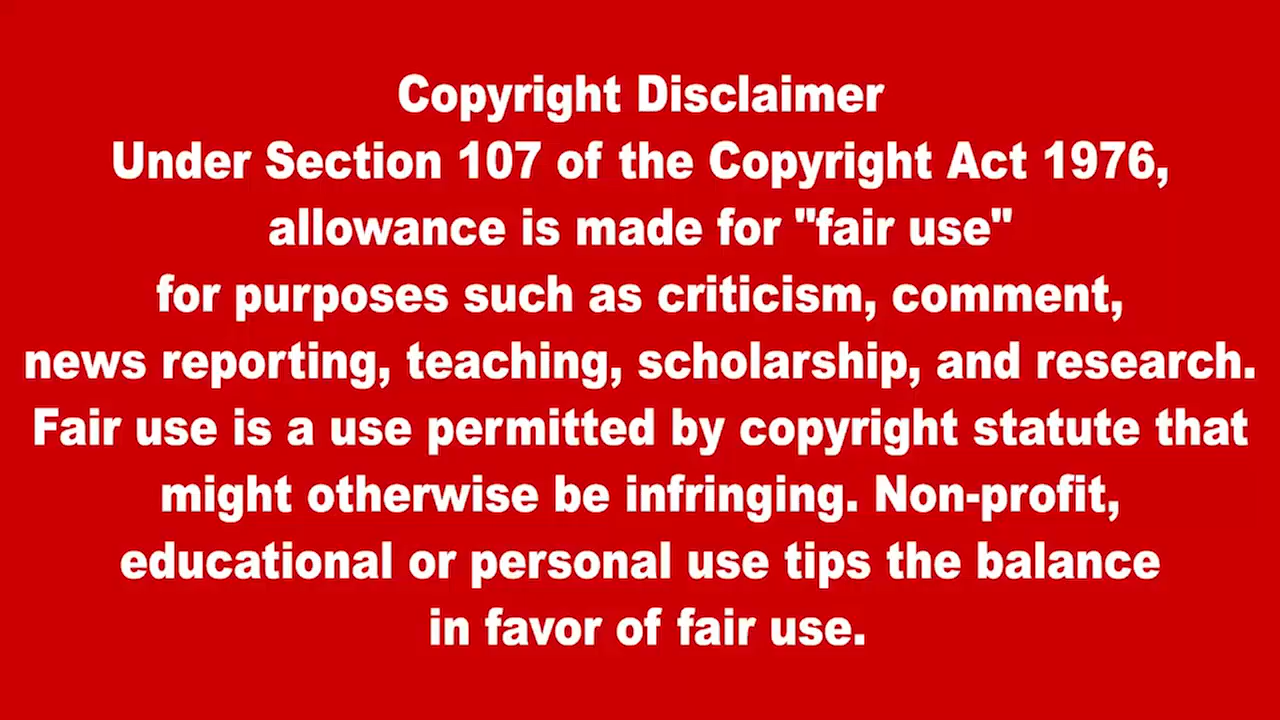 Copyright Disclaimer
Under Section 107 of the Copyright Act 1976,
allowance is made for "fair use"
for purposes such as criticism, comment,
news reporting, teaching, scholarship, and research.
Fair use is a use permitted by copyright statute that
might otherwise be infringing. Non-profit,
educational or personal use tips the balance
in favor of fair use.